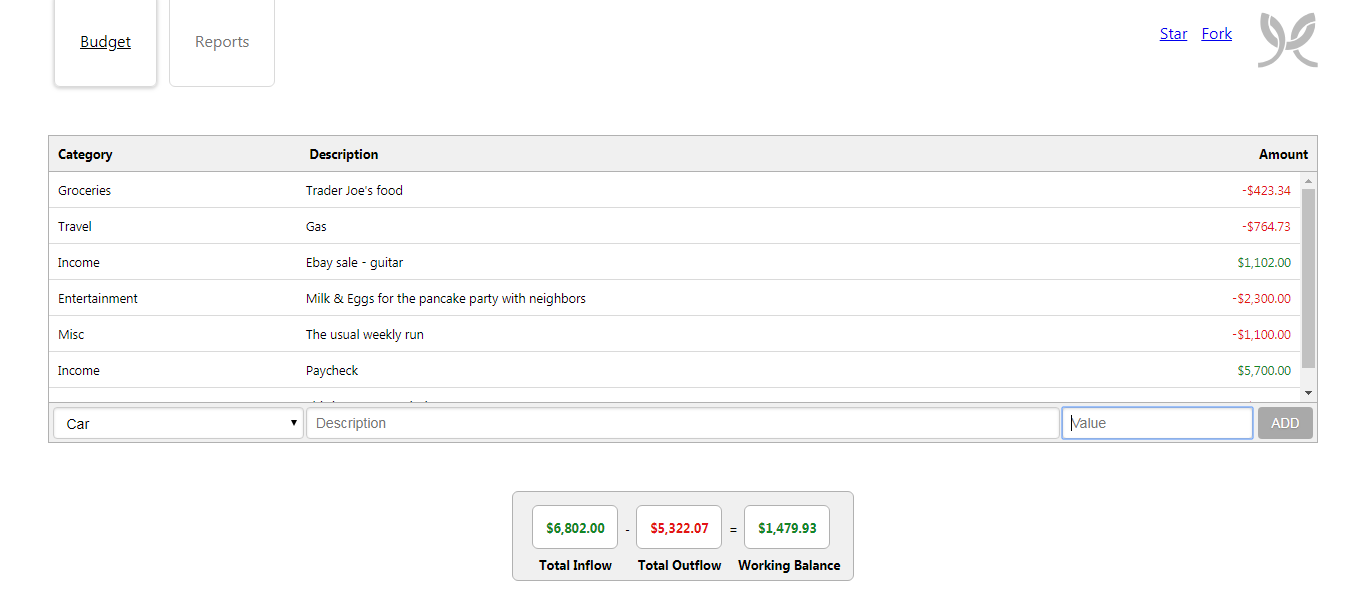 Budget Reports Star Fork
Category Description Amount
Groceries Trader Joe's food -$423.34
Travel Gas -$764.73
Income Ebay sale - guitar $1,102.00
Entertainment Milk & Eggs for the pancake party with neighbors -$2,300.00
Misc The usual weekly run -$1,100.00
Income Paycheck $5,700.00
Car Description Value ADD
$6,802.00 - $5,322.07 = $1,479.93
Total Inflow Total Outflow Working Balance